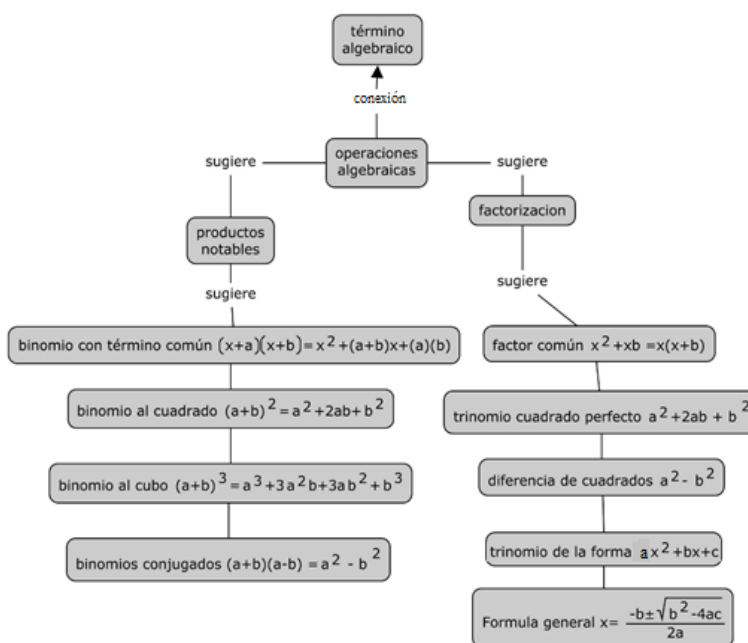 término
algebraico
conexión
operaciones
algebraicas
sugiere
sugiere
productos
notables
factorizacion
sugiere
sugiere
binomio con término común (x+a)(x+b)=x²+(a+b)x+(a)(b)
factor común x²+xb =x(x+b)
binomio al cuadrado (a+b)²=a²+2ab+b²
trinomio cuadrado perfecto a²+2ab + b²
binomio al cubo (a+b)³=a³+3a²b+3ab²+b³
diferencia de cuadrados a²- b²
binomios conjugados (a+b)(a-b) =a² - b²
trinomio de la forma ax²+bx+c
Formula general x= (-b±√(b²-4ac))/2a